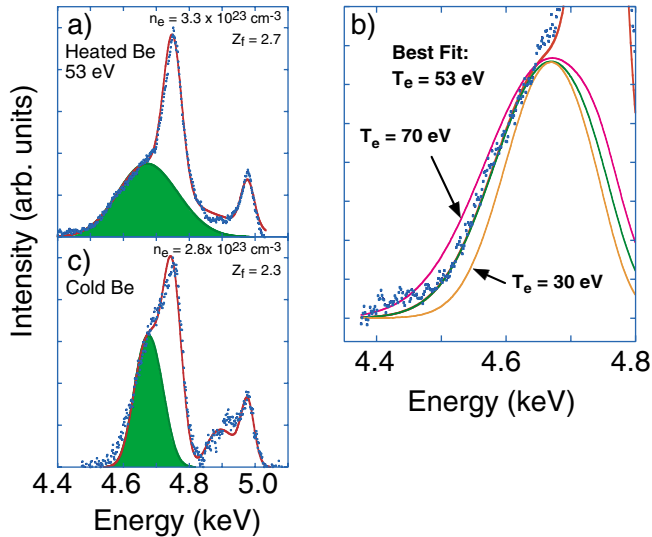 a)
n_e = 3.3 x 10^23 cm^-3
Heated Be
Z_f = 2.7
53 eV
c)
n_e = 2.8x 10^23 cm^-3
Z_f = 2.3
Cold Be
Intensity (arb. units)
4.4 4.6 4.8 5.0
Energy (keV)
b)
Best Fit:
T_e = 53 eV
T_e = 70 eV
T_e = 30 eV
4.4 4.6 4.8
Energy (keV)